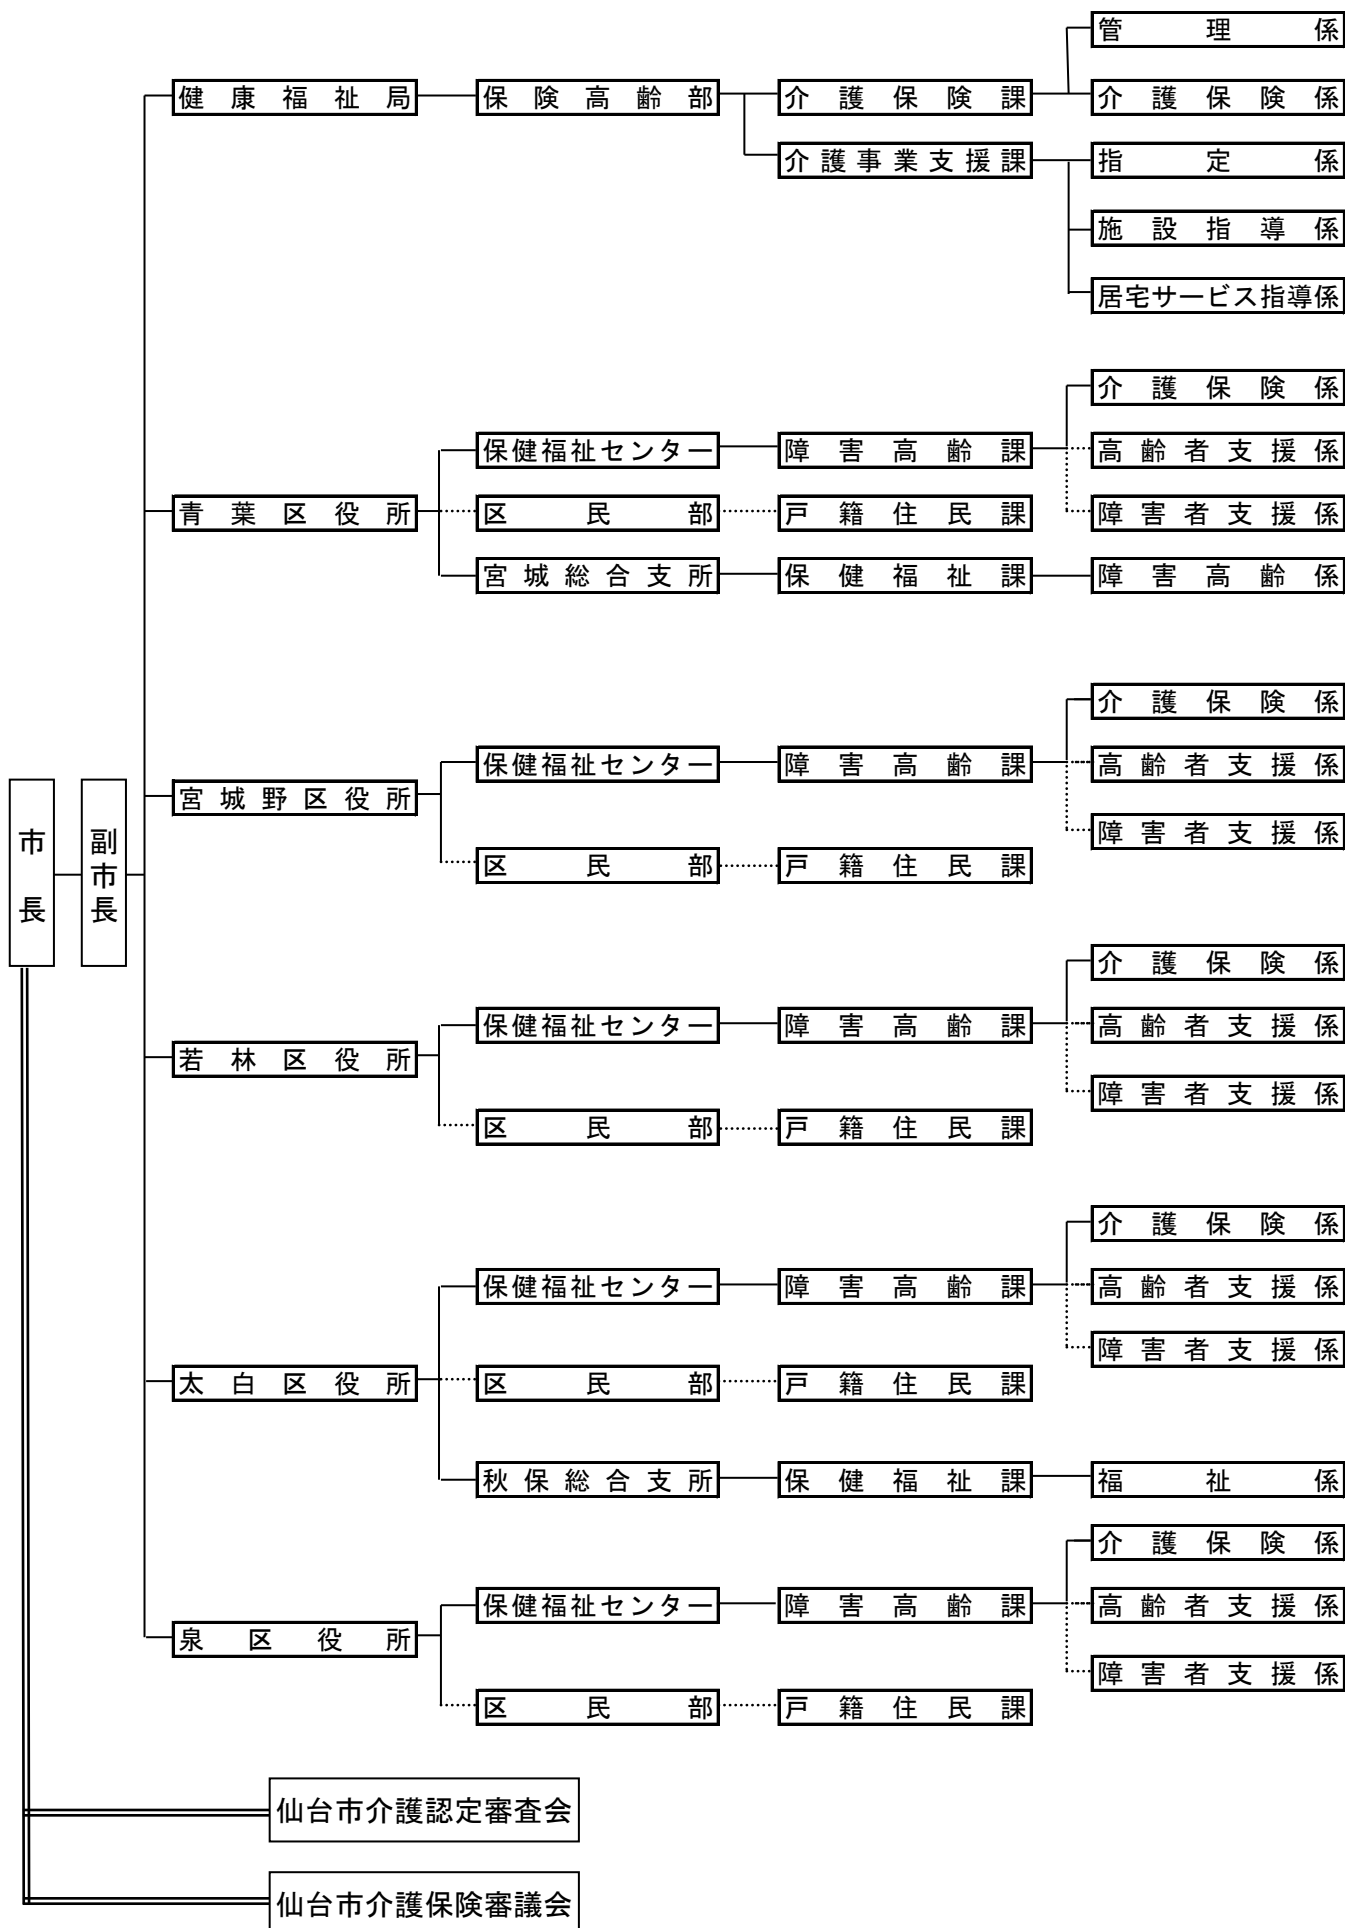 管理係
健康福祉局 保険高齢部 介護保険課 介護保険係
介護事業支援課 指定係
施設指導係
居宅サービス指導係
介護保険係
保健福祉センター 障害高齢課 高齢者支援係
青葉区役所 区民部 戸籍住民課 障害者支援係
宮城総合支所 保健福祉課 障害高齢係
介護保険係
保健福祉センター 障害高齢課 高齢者支援係
宮城野区役所
障害者支援係
区民部 戸籍住民課
市長
副市長
介護保険係
保健福祉センター 障害高齢課 高齢者支援係
若林区役所
障害者支援係
区民部 戸籍住民課
介護保険係
保健福祉センター 障害高齢課 高齢者支援係
障害者支援係
太白区役所 区民部 戸籍住民課
秋保総合支所 保健福祉課 福祉係
介護保険係
保健福祉センター 障害高齢課 高齢者支援係
泉区役所
障害者支援係
区民部 戸籍住民課
仙台市介護認定審査会
仙台市介護保険審議会